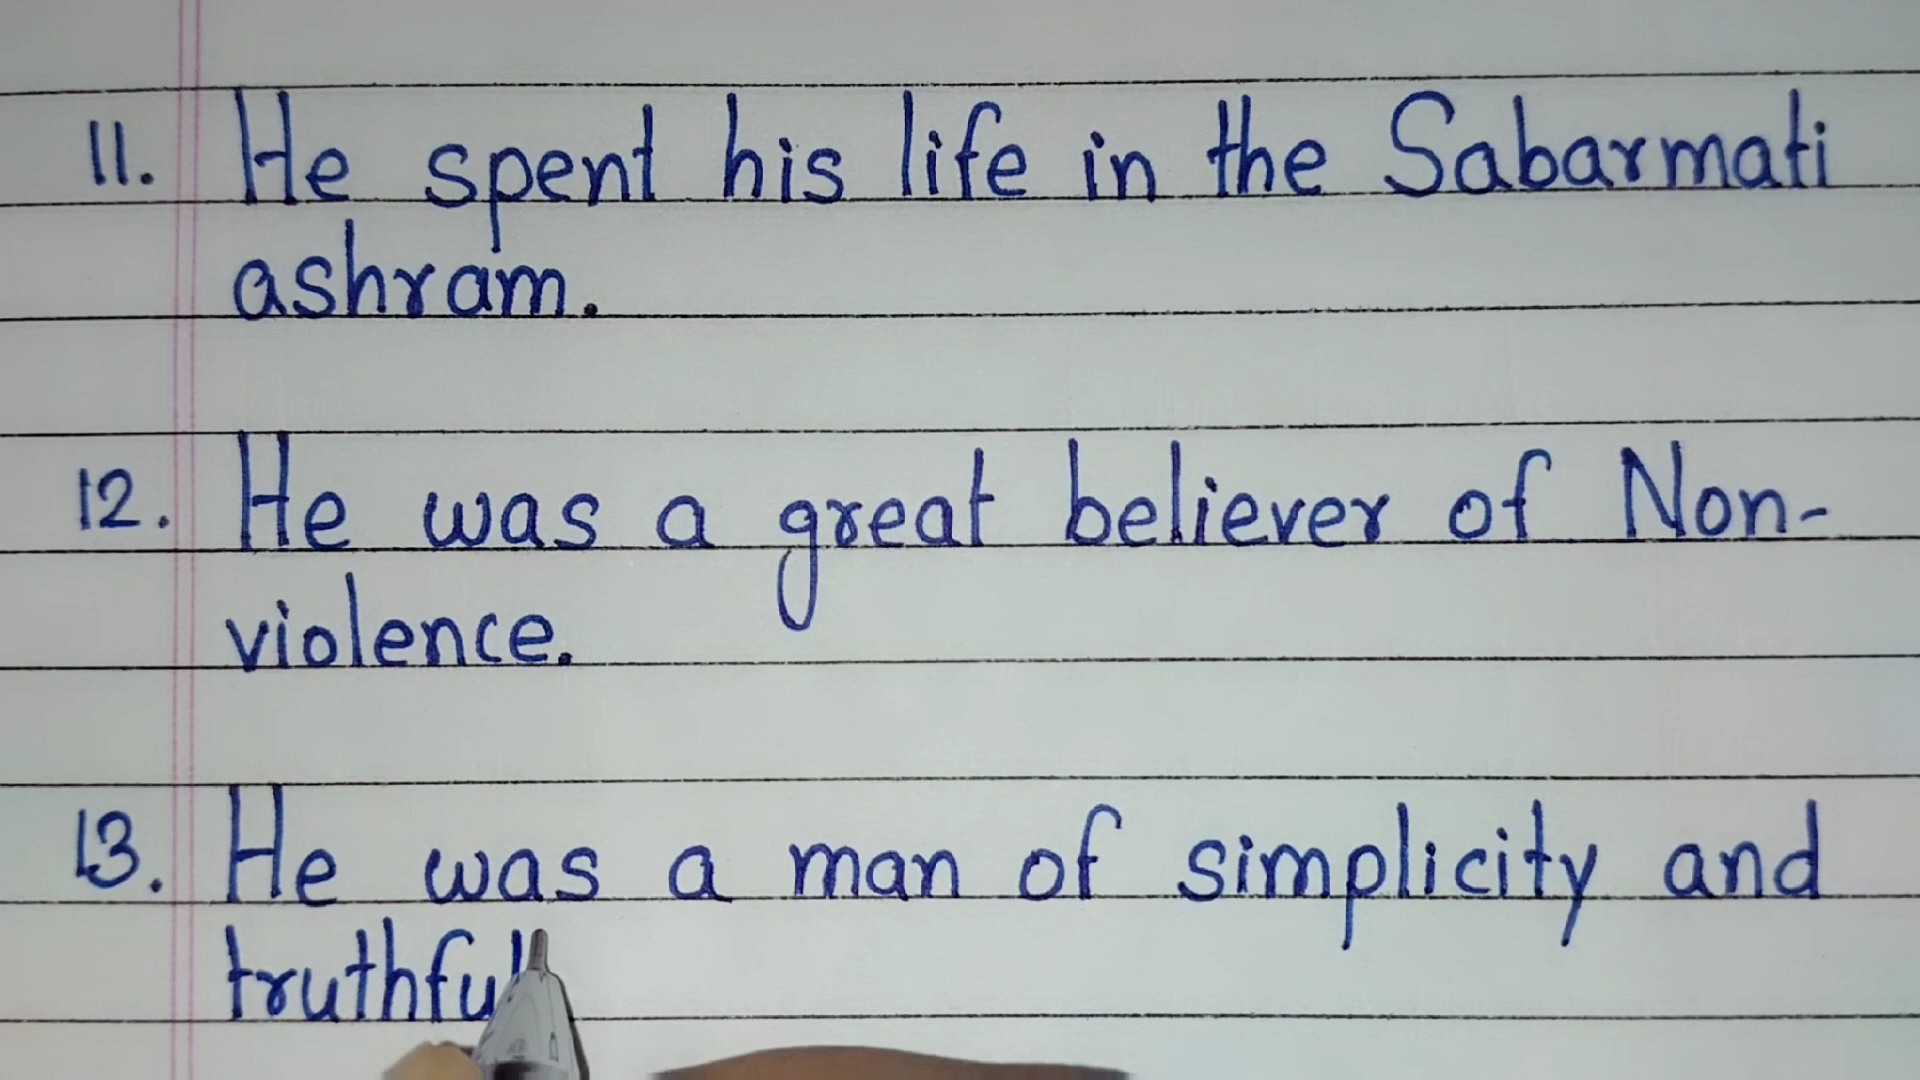 11. He spent his life in the Sabarmati
ashram.
12. He was a great believer of Non-
violence.
13. He was a man of simplicity and
truthful